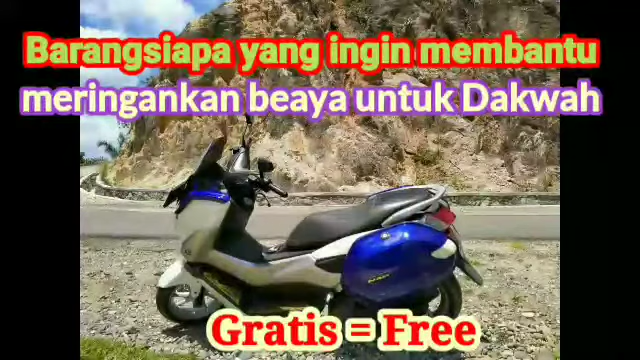 Barangsiapa yang ingin membantu
meringankan beaya untuk Dakwah
Gratis = Free